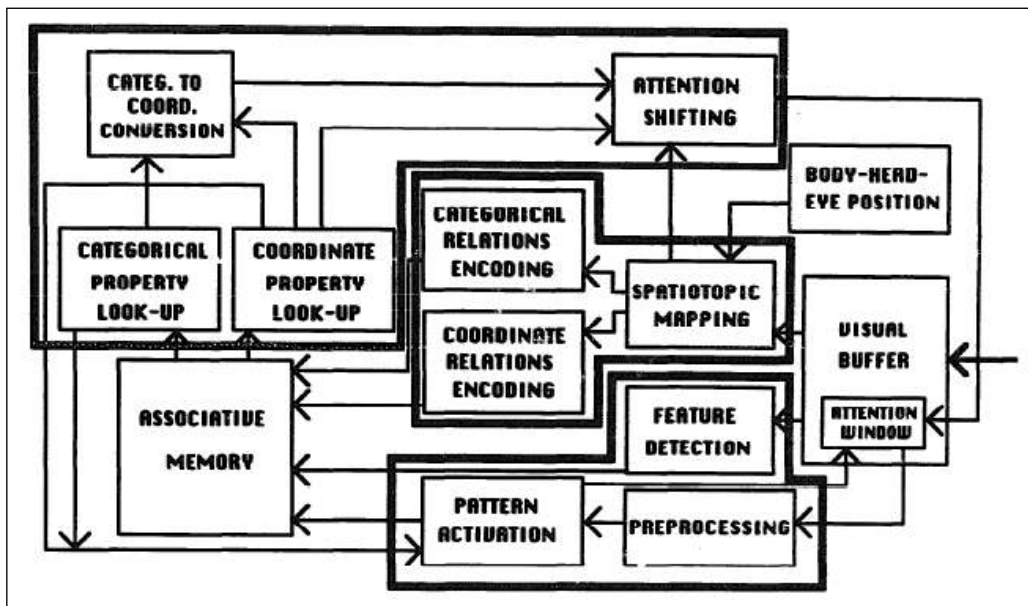 CATEG. TO
COORD.
CONVERSION
ATTENTION
SHIFTING
BODY-HEAD-
EYE POSITION
CATEGORICAL
PROPERTY
LOOK-UP
COORDINATE
PROPERTY
LOOK-UP
CATEGORICAL
RELATIONS
ENCODING
SPATIOTOPIC
MAPPING
COORDINATE
RELATIONS
ENCODING
VISUAL
BUFFER
ATTENTION
WINDOW
ASSOCIATIVE
MEMORY
FEATURE
DETECTION
PATTERN
ACTIVATION
PREPROCESSING